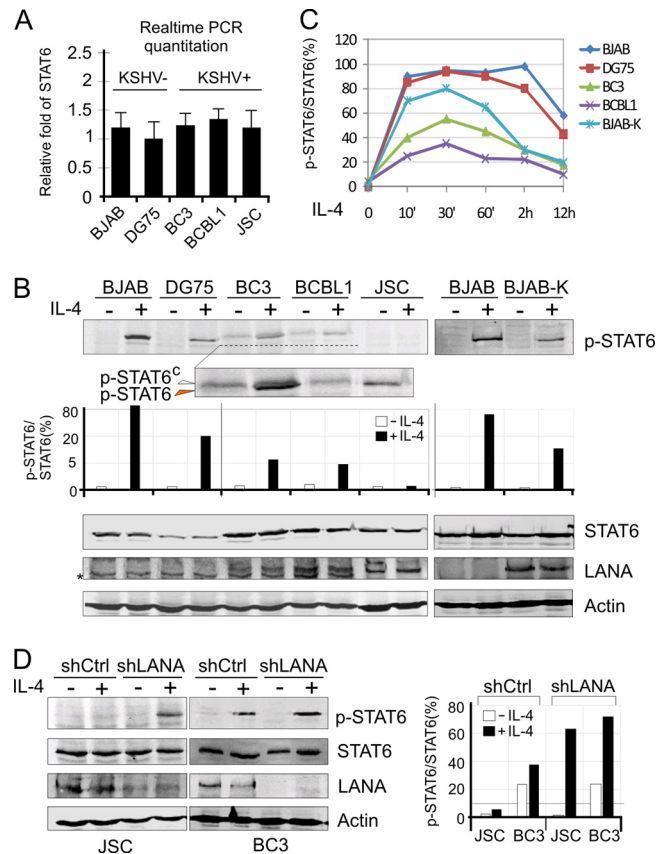 A
Realtime PCR
quantitation
Relative fold of STAT6
2.5
2
1.5
1
0.5
0
KSHV-
KSHV+
BJAB
DG75
BC3
BCBL1
JSC
C
p-STAT6/STAT6(%)
120
100
80
60
40
20
0
IL-4
0 10' 30' 60' 2h 12h
BJAB
DG75
BC3
BCBL1
BJAB-K
B
BJAB DG75 BC3 BCBL1 JSC BJAB BJAB-K
IL-4 - + - + - + - + - + - + - +
p-STAT6
p-STAT6C
p-STAT6
p-STAT6/
STAT6(%)
80
20
5
0
- IL-4
+ IL-4
STAT6
LANA
*
Actin
D
shCtrl shLANA shCtrl shLANA
IL-4 - + - + - + - +
p-STAT6
STAT6
LANA
Actin
JSC BC3
shCtrl shLANA
p-STAT6/STAT6(%)
80
60
40
20
0
- IL-4
+ IL-4
JSC BC3 JSC BC3